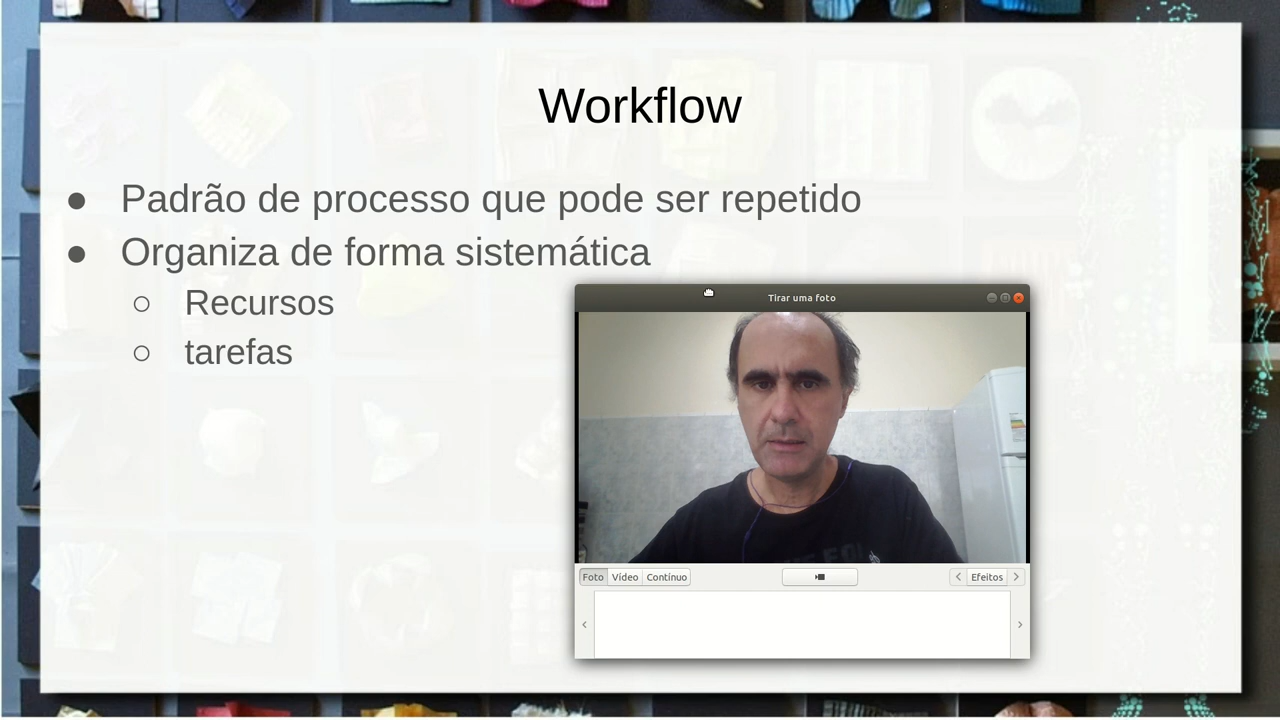 Workflow
● Padrão de processo que pode ser repetido
● Organiza de forma sistemática
○ Recursos
○ tarefas
Tirar uma foto
Foto Vídeo Contínuo Efeitos